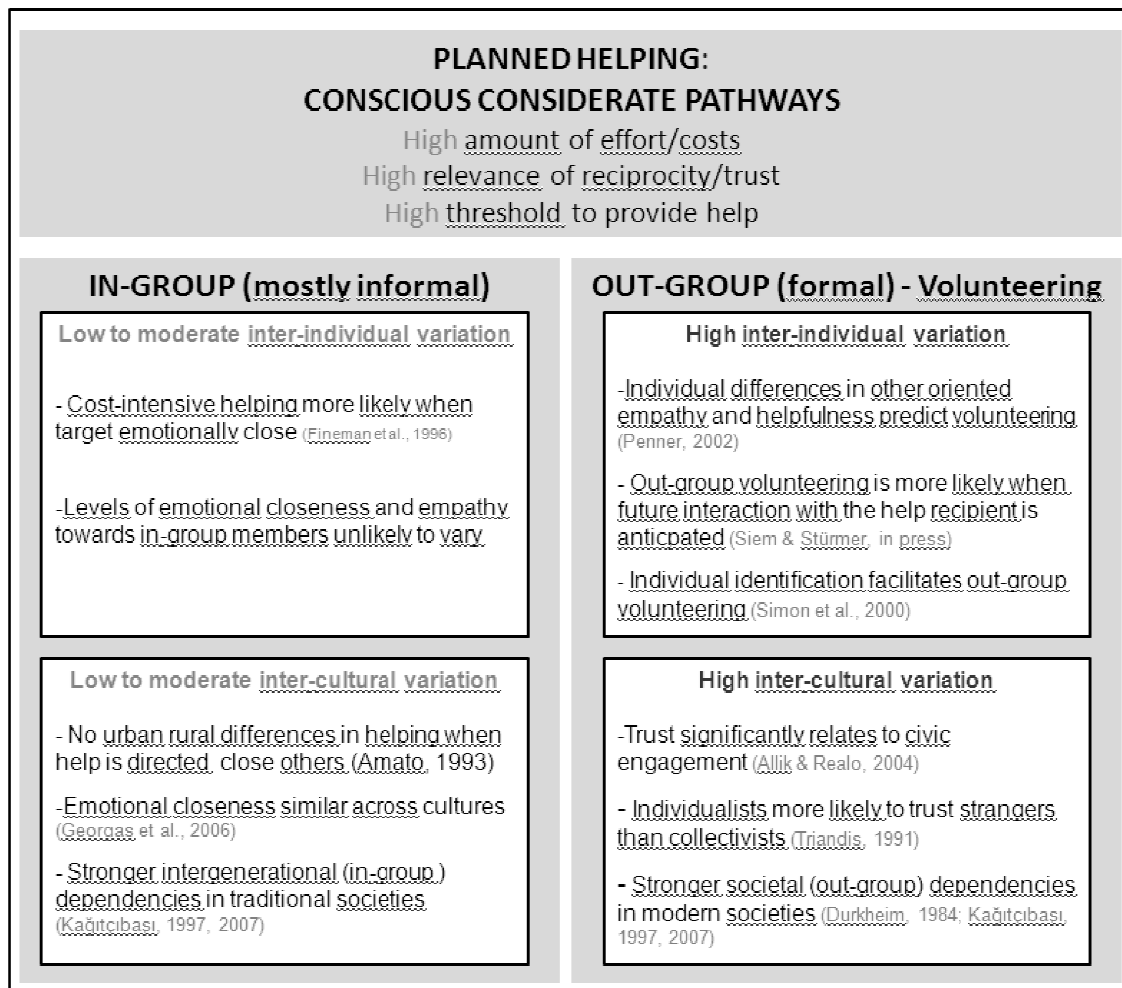 PLANNED HELPING:
CONSCIOUS CONSIDERATE PATHWAYS
High amount of effort/costs
High relevance of reciprocity/trust
High threshold to provide help
IN-GROUP (mostly informal)
Low to moderate inter-individual variation
- Cost-intensive helping more likely when
target emotionally close (Fineman et al., 1996)
-Levels of emotional closeness and empathy
towards in-group members unlikely to vary
Low to moderate inter-cultural variation
- No urban rural differences in helping when
help is directed close others (Amato, 1993)
-Emotional closeness similar across cultures
(Georgas et al., 2006)
- Stronger intergenerational (in-group )
dependencies in traditional societies
(Kağıtcıbası, 1997, 2007)
OUT-GROUP (formal) - Volunteering
High inter-individual variation
-Individual differences in other oriented
empathy and helpfulness predict volunteering
(Penner, 2002)
- Out-group volunteering is more likely when
future interaction with the help recipient is
anticpated (Siem & Stürmer, in press)
- Individual identification facilitates out-group
volunteering (Simon et al., 2000)
High inter-cultural variation
-Trust significantly relates to civic
engagement (Allik & Realo, 2004)
- Individualists more likely to trust strangers
than collectivists (Triandis, 1991)
- Stronger societal (out-group) dependencies
in modern societies (Durkheim, 1984; Kağıtcıbası,
1997, 2007)